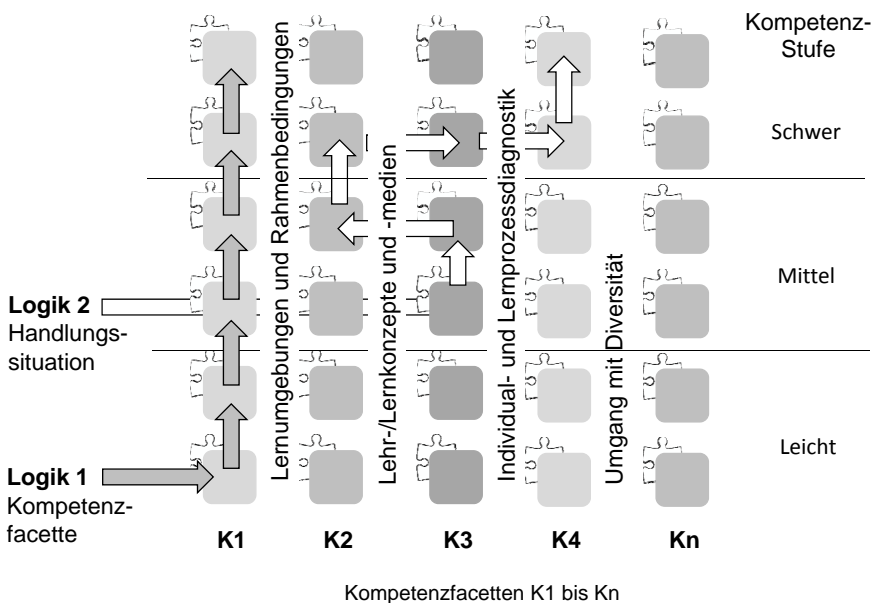 Kompetenz-
Stufe
Schwer
Mittel
Leicht
Lernumgebungen und Rahmenbedingungen
Lehr-/Lernkonzepte und -medien
Individual- und Lernprozessdiagnostik
Umgang mit Diversität
Logik 2
Handlungs-
situation
Logik 1
Kompetenz-
facette
K1 K2 K3 K4 Kn
Kompetenzfacetten K1 bis Kn